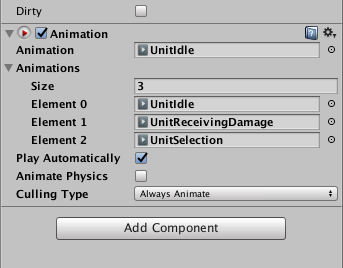 Dirty
Animation
Animation UnitIdle
Animations
Size 3
Element 0 UnitIdle
Element 1 UnitReceivingDamage
Element 2 UnitSelection
Play Automatically
Animate Physics
Culling Type Always Animate
Add Component